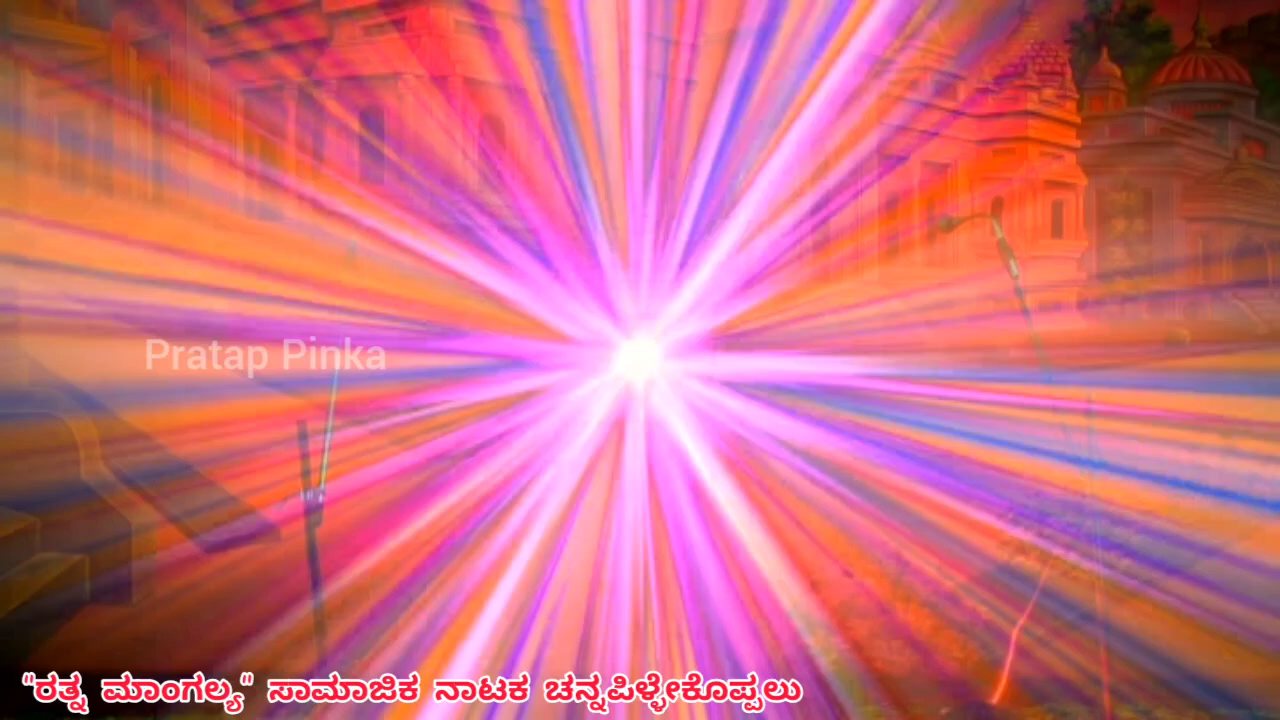 Pratap Pinka
"ರತ್ನ ಮಾಂಗಲ್ಯ" ಸಾಮಾಜಿಕ ನಾಟಕ ಚನ್ನಪಿಳ್ಳೇಕೊಪ್ಪಲು